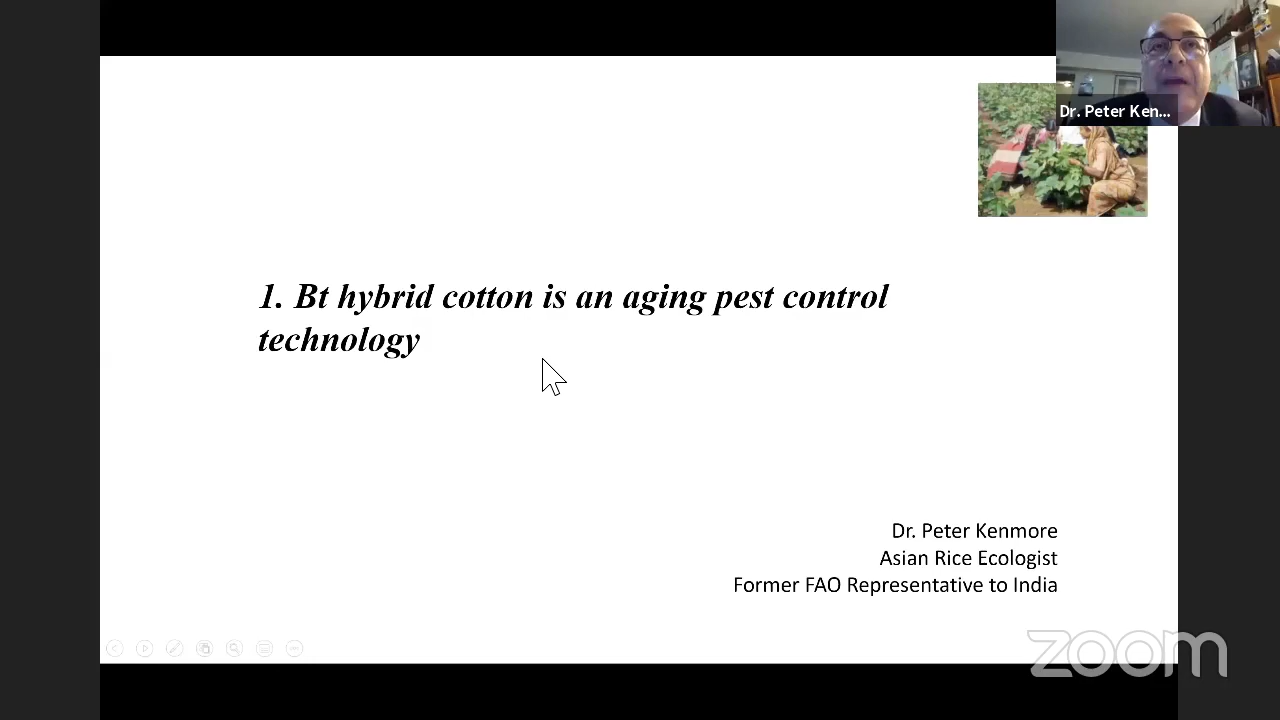 Dr. Peter Ken...
1. Bt hybrid cotton is an aging pest control
technology
Dr. Peter Kenmore
Asian Rice Ecologist
Former FAO Representative to India
zoom